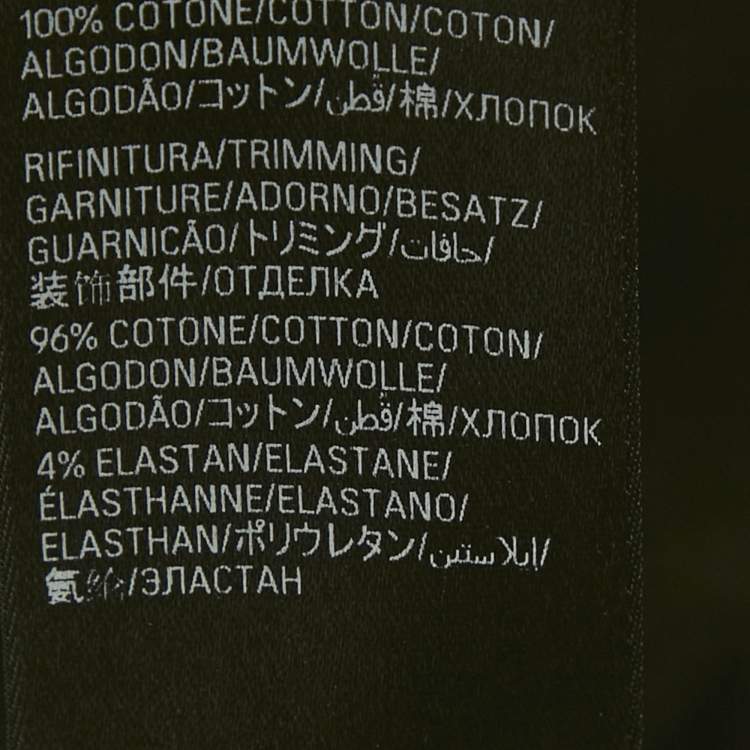 100% COTONE/COTTON/COTON/
ALGODON/BAUMWOLLE/
ALGODÃO/コットン/قطن/棉/ХЛОПОК
RIFINITURA/TRIMMING/
GARNITURE/ADORNO/BESATZ/
GUARNICÃO/トリミング/حافات/
装饰部件/ОТДЕЛКА
96% COTONE/COTTON/COTON/
ALGODON/BAUMWOLLE/
ALGODÃO/コットン/قطن/棉/ХЛОПОК
4% ELASTAN/ELASTANE/
ÉLASTHANNE/ELASTANO/
ELASTHAN/ポリウレタン/إيلاستين/
氨纶/ЭЛАСТАН